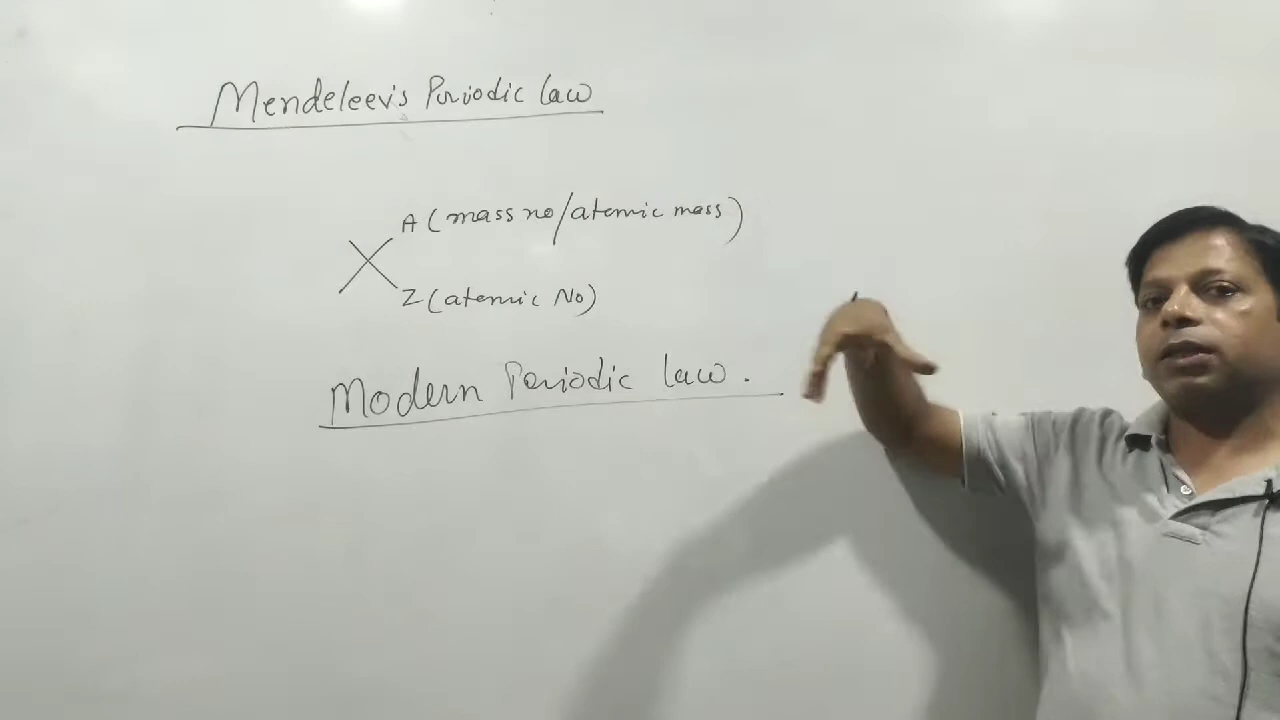 Mendeleev's Periodic law
A (mass no/atomic mass)
X
Z (atomic No)
Modern Periodic law.